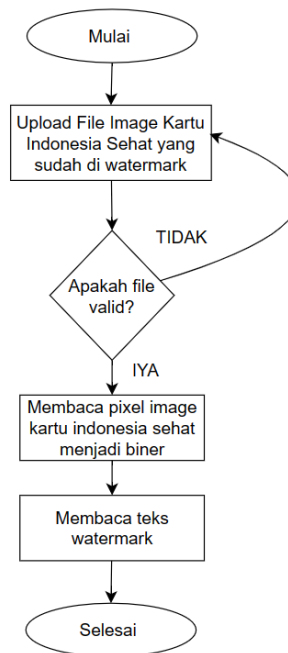 Mulai
Upload File Image Kartu
Indonesia Sehat yang
sudah di watermark
TIDAK
Apakah file
valid?
IYA
Membaca pixel image
kartu indonesia sehat
menjadi biner
Membaca teks
watermark
Selesai